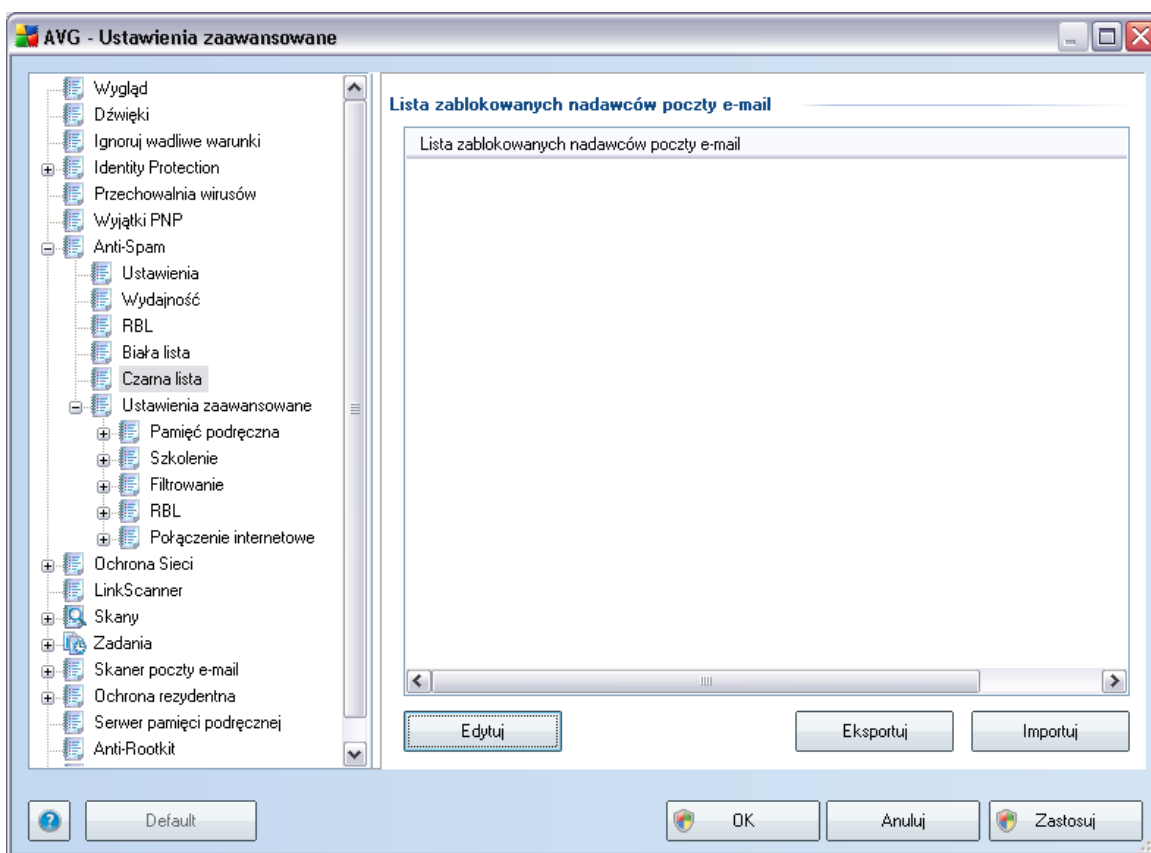 AVG - Ustawienia zaawansowane
Wygląd
Dźwięki
Ignoruj wadliwe warunki
Identity Protection
Przechowalnia wirusów
Wyjątki PNP
Anti-Spam
Ustawienia
Wydajność
RBL
Biała lista
Czarna lista
Ustawienia zaawansowane
Pamięć podręczna
Szkolenie
Filtrowanie
RBL
Połączenie internetowe
Ochrona Sieci
LinkScanner
Skany
Zadania
Skaner poczty e-mail
Ochrona rezydentna
Serwer pamięci podręcznej
Anti-Rootkit
Lista zablokowanych nadawców poczty e-mail
Lista zablokowanych nadawców poczty e-mail
Edytuj
Eksportuj
Importuj
Default
OK
Anuluj
Zastosuj